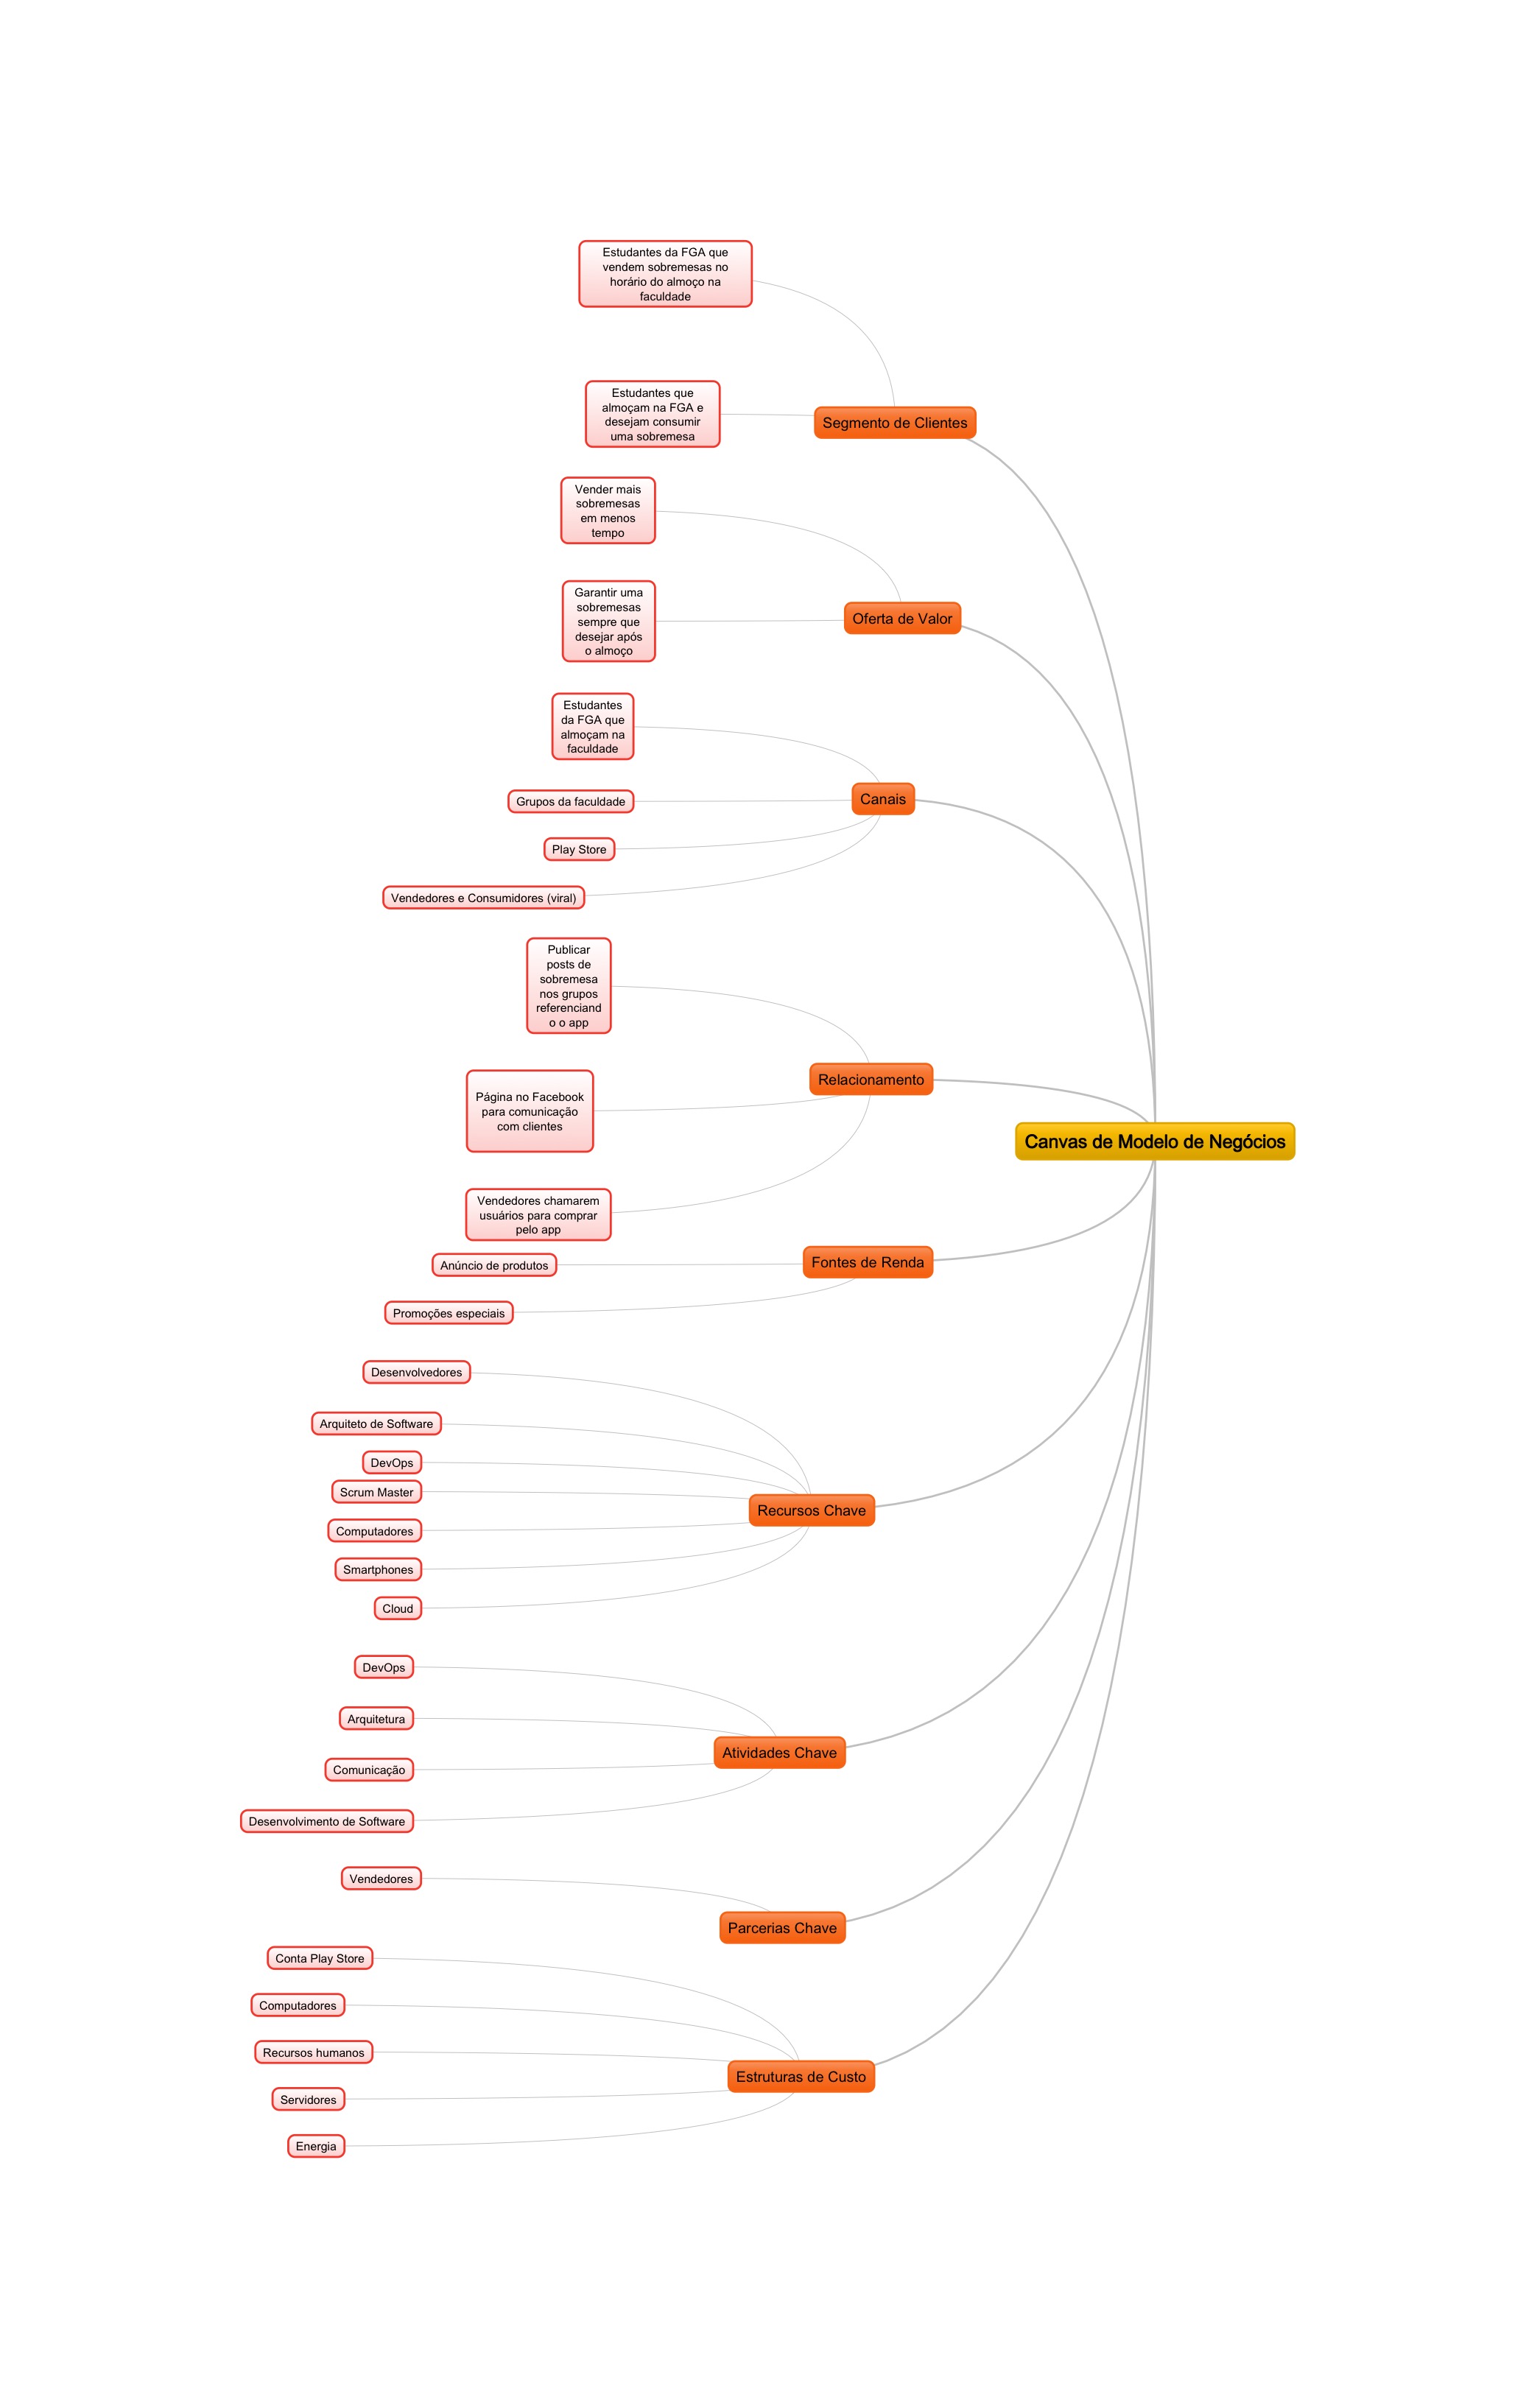 Estudantes da FGA que
vendem sobremesas no
horário do almoço na
faculdade
Estudantes que
almoçam na FGA e
desejam consumir
uma sobremesa
Segmento de Clientes
Vender mais
sobremesas
em menos
tempo
Garantir uma
sobremesas
sempre que
desejar após
o almoço
Oferta de Valor
Estudantes
da FGA que
almoçam na
faculdade
Grupos da faculdade
Play Store
Vendedores e Consumidores (viral)
Canais
Publicar
posts de
sobremesa
nos grupos
referenciand
o o app
Página no Facebook
para comunicação
com clientes
Vendedores chamarem
usuários para comprar
pelo app
Relacionamento
Canvas de Modelo de Negócios
Anúncio de produtos
Promoções especiais
Fontes de Renda
Desenvolvedores
Arquiteto de Software
DevOps
Scrum Master
Computadores
Smartphones
Cloud
Recursos Chave
DevOps
Arquitetura
Comunicação
Desenvolvimento de Software
Atividades Chave
Vendedores
Parcerias Chave
Conta Play Store
Computadores
Recursos humanos
Servidores
Energia
Estruturas de Custo